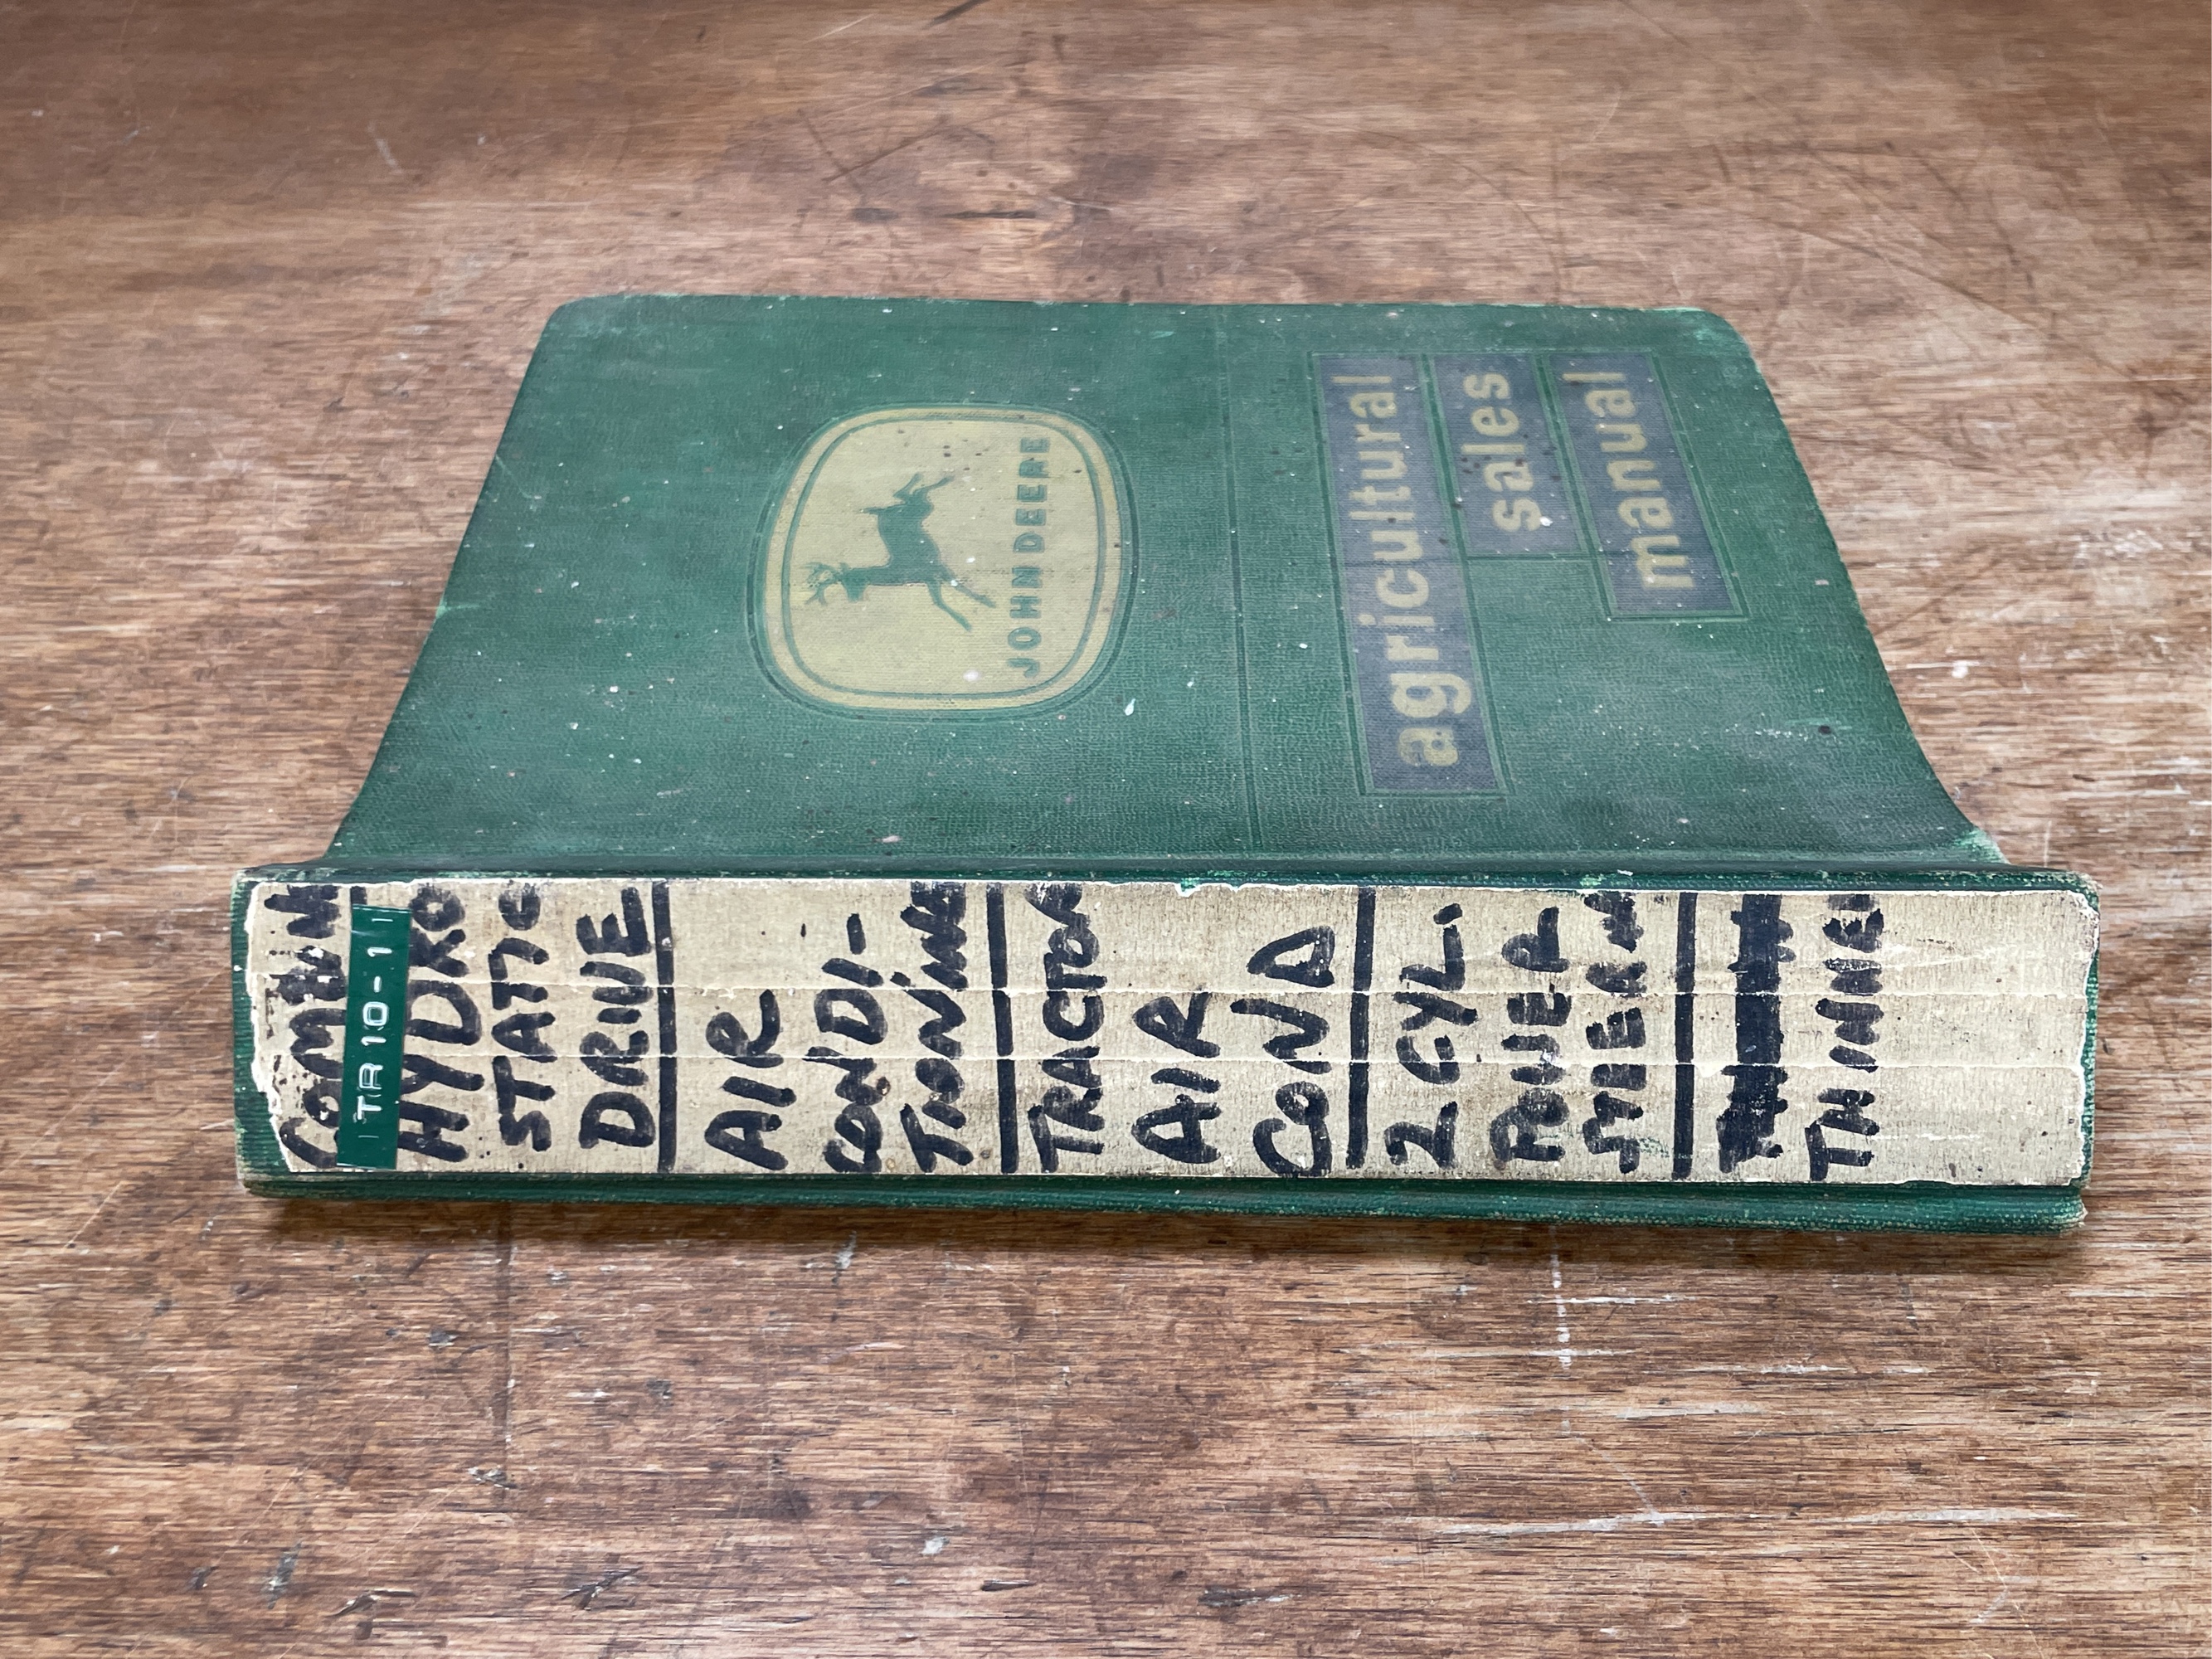 JOHN DEERE
agricultural
sales
manual
TR 10-1
HYDRO
STATIC
DRIVE
AIR
CONDI-
TIONING
TRACTOR
AIR
COND
2 CYL.
POWER
THINNER